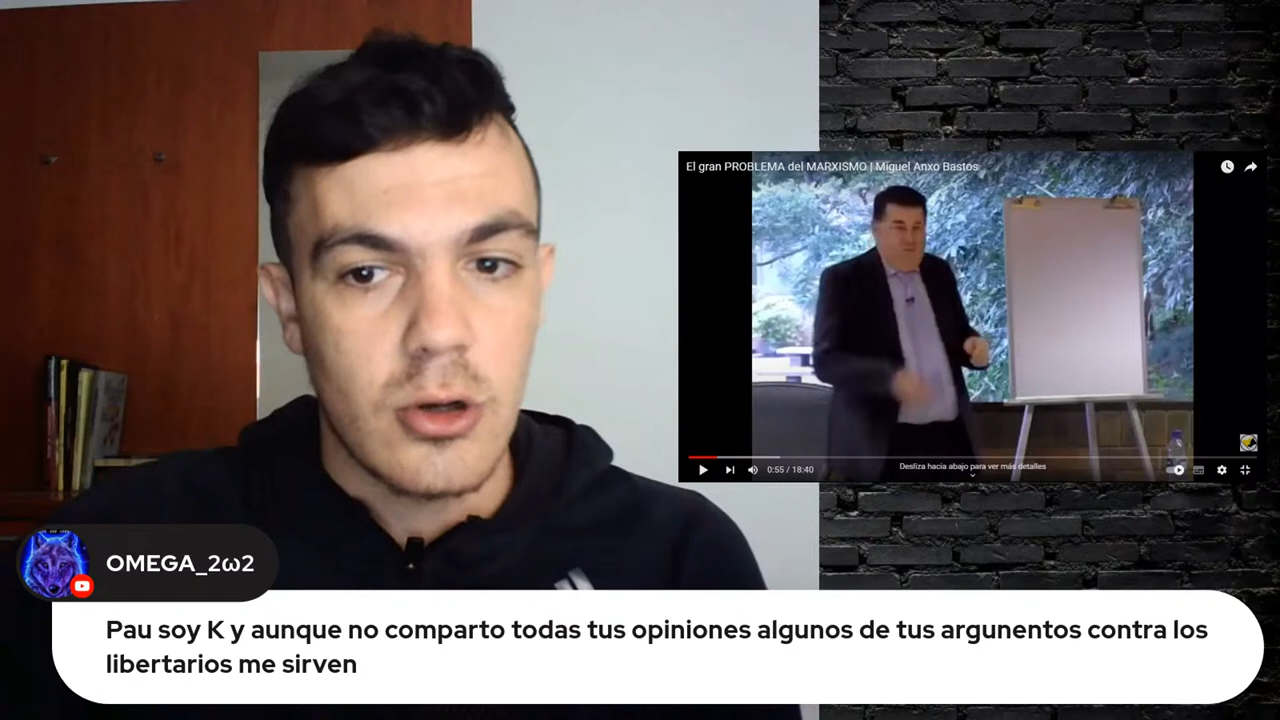 El gran PROBLEMA del MARXISMO | Miguel Anxo Bastos
0:55 / 18:40
Desliza hacia abajo para ver más detalles
OMEGA_2ω2
Pau soy K y aunque no comparto todas tus opiniones algunos de tus argunentos contra los
libertarios me sirven